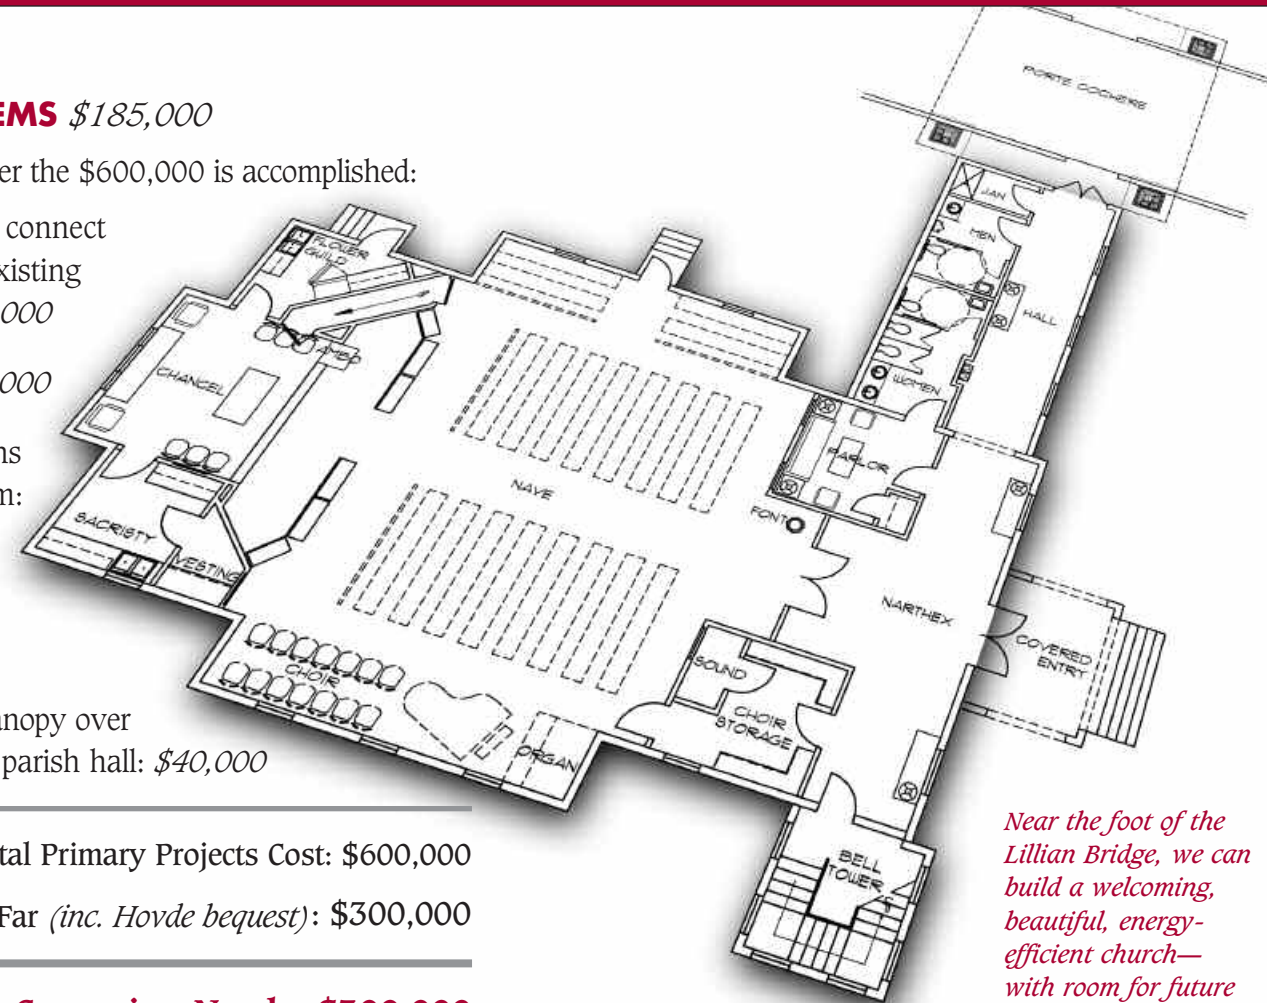 EMS $185,000
er the $600,000 is accomplished:
connect
xisting
,000
,000
ns
m:
anopy over
parish hall: $40,000
tal Primary Projects Cost: $600,000
Far (inc. Hovde bequest): $300,000
PORTE COCHERE
JAN
MEN
HALL
WOMEN
FLOWER
GUILD
AMBO
CHANCEL
PARLOR
NAVE
FONT
SACRISTY
VESTING
NARTHEX
COVERED
ENTRY
SOUND
CHOIR
CHOIR
STORAGE
ORGAN
BELL
TOWER
Near the foot of the
Lillian Bridge, we can
build a welcoming,
beautiful, energy-
efficient church—
with room for future